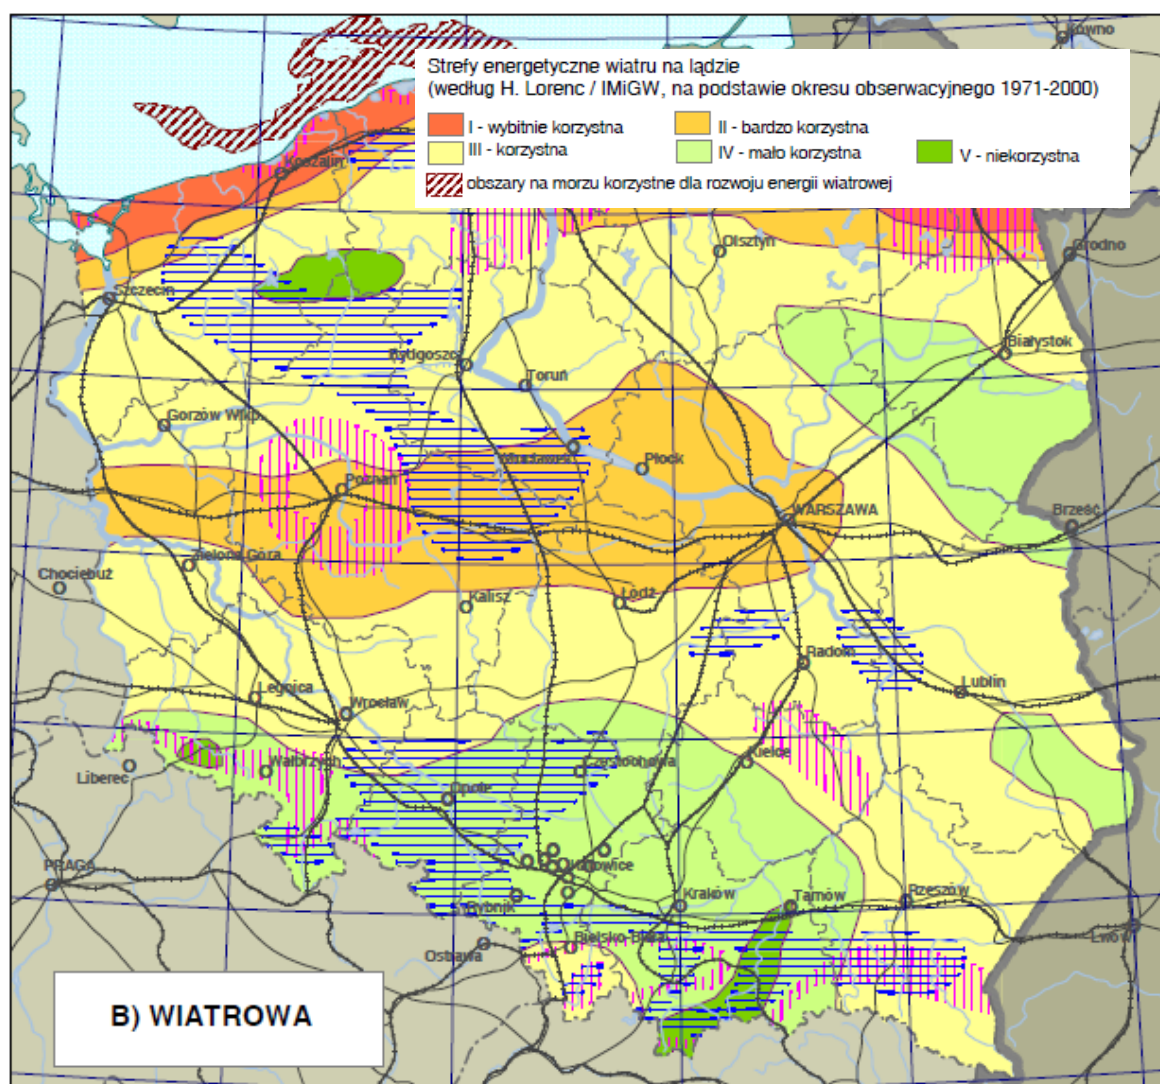 Kowno
Strefy energetyczne wiatru na lądzie
(według H. Lorenc / IMiGW, na podstawie okresu obserwacyjnego 1971-2000)
I - wybitnie korzystna
II - bardzo korzystna
III - korzystna
IV - mało korzystna
V - niekorzystna
obszary na morzu korzystne dla rozwoju energii wiatrowej
Koszalin
Olsztyn
Grodno
Szczecin
Białystok
Bydgoszcz
Toruń
Gorzów Wlkp.
Płock
Poznań
WARSZAWA
Brześć
Zielona Góra
Chociebuż
Kalisz
Łódź
Radom
Legnica
Lublin
Wrocław
Kielce
Liberec
Wałbrzych
Częstochowa
Opole
PRAGA
Katowice
Rybnik
Kraków
Tarnów
Rzeszów
Lwów
Bielsko-Biała
Ostrawa
B) WIATROWA